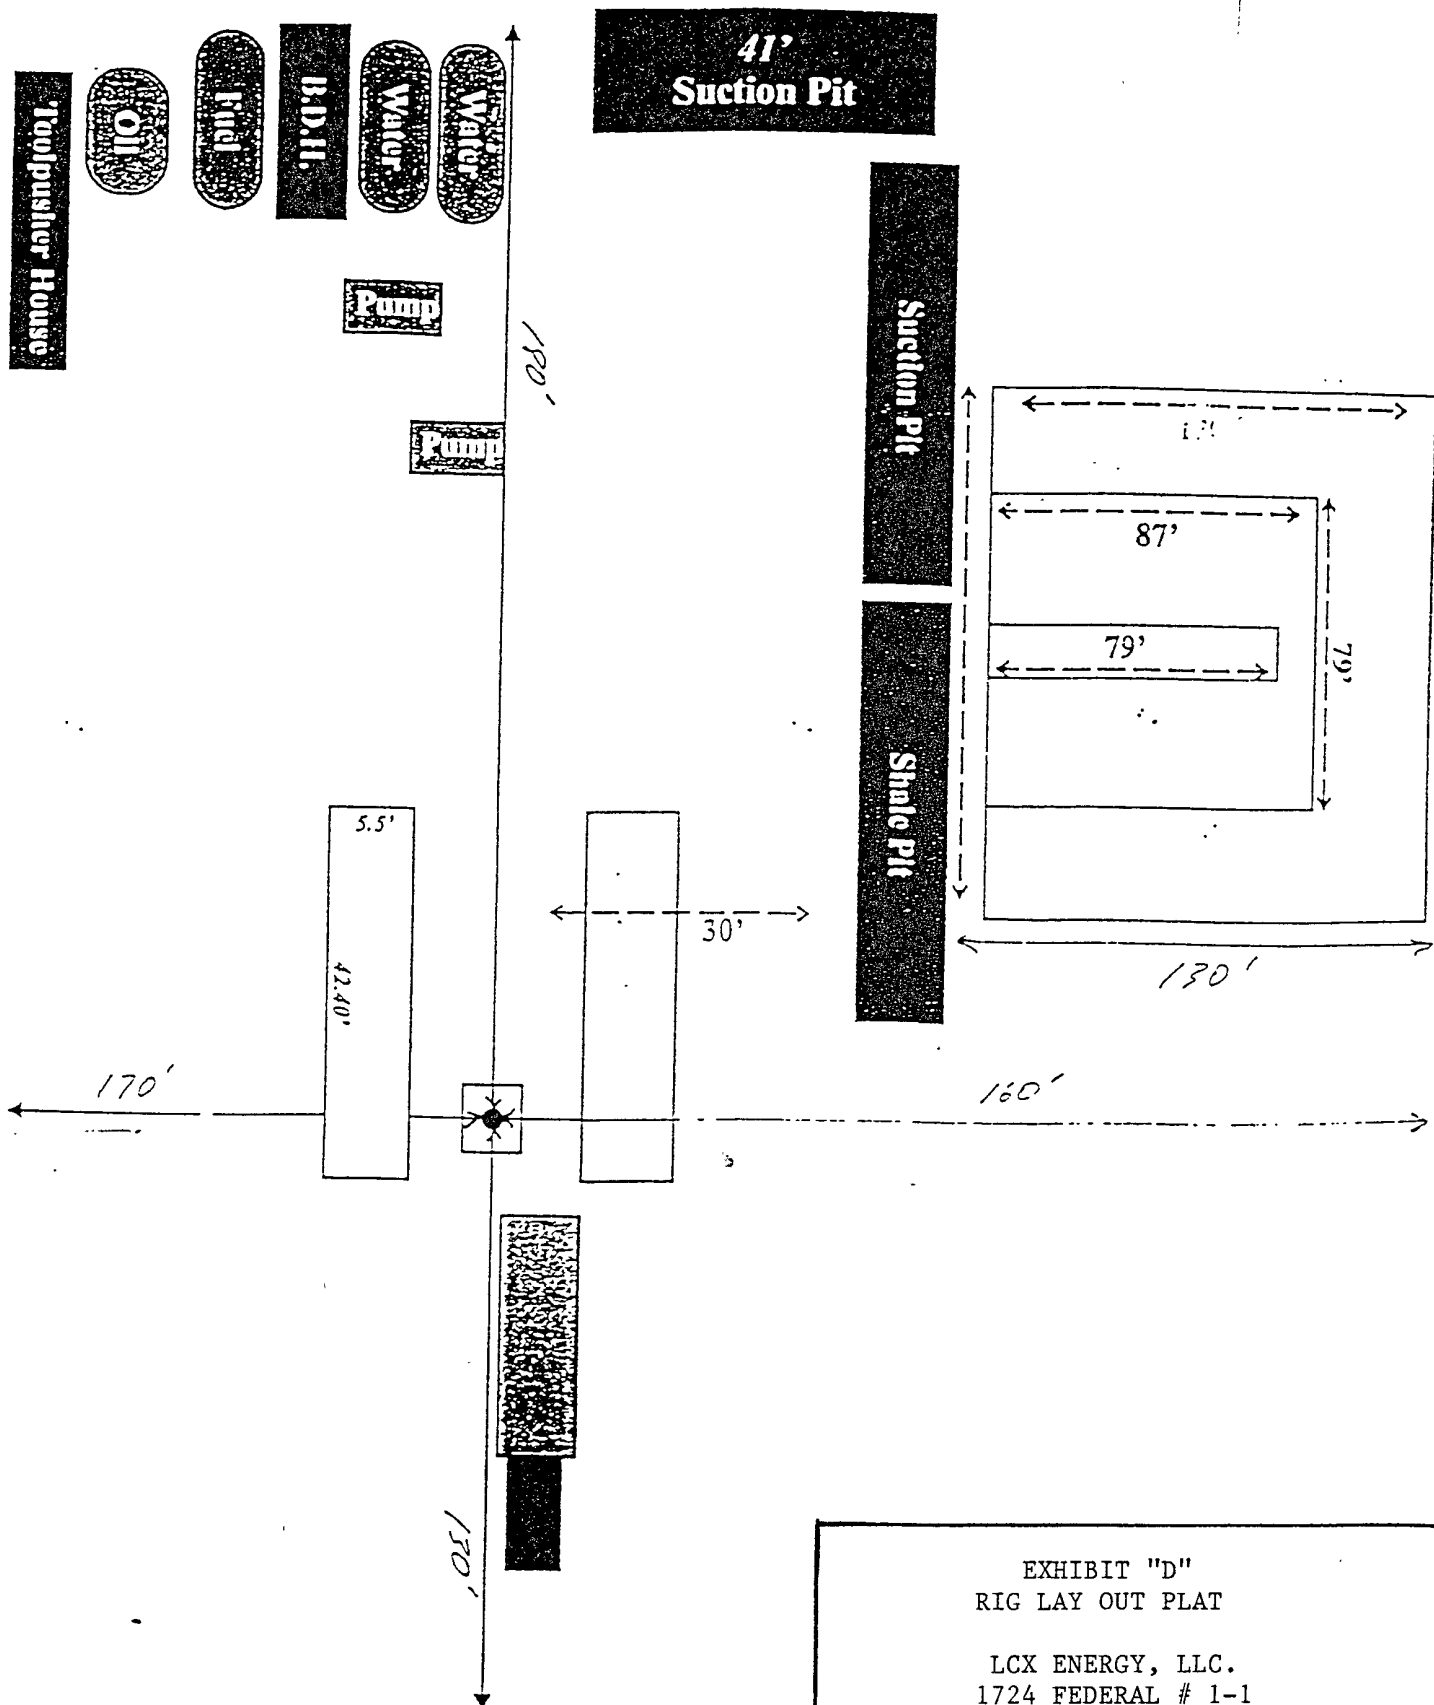 41'
Suction Pit
Toolpusher House
Oil
Fuel
B.D.H.
Water
Water
Pump
Pump
180'
Suction Pit
Shale Pit
87'
79'
79'
130'
5.5'
42.40'
30'
170'
160'
150'
EXHIBIT "D"
RIG LAY OUT PLAT
LCX ENERGY, LLC.
1724 FEDERAL # 1-1